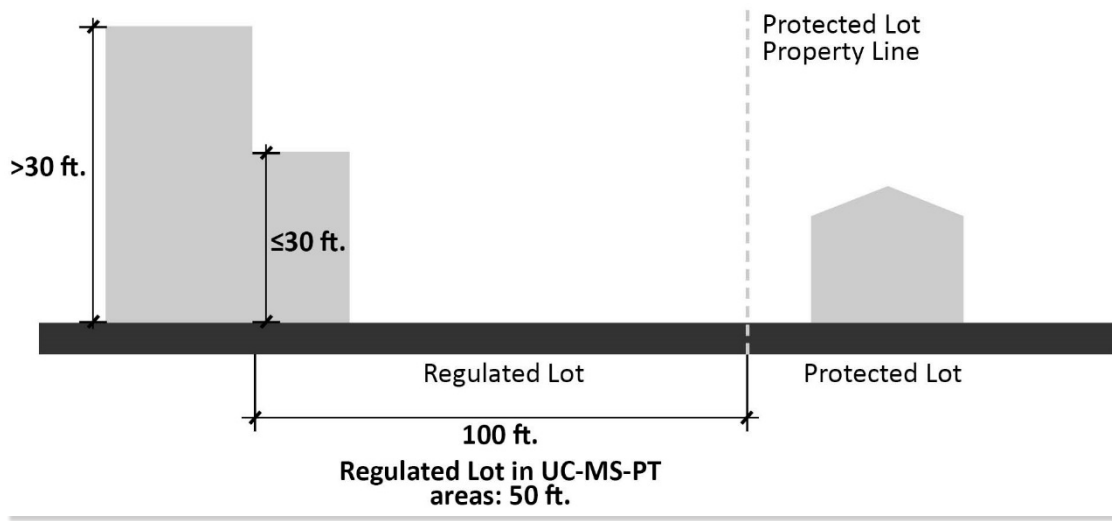 Protected Lot
Property Line
>30 ft.
≤30 ft.
Regulated Lot
Protected Lot
100 ft.
Regulated Lot in UC-MS-PT
areas: 50 ft.